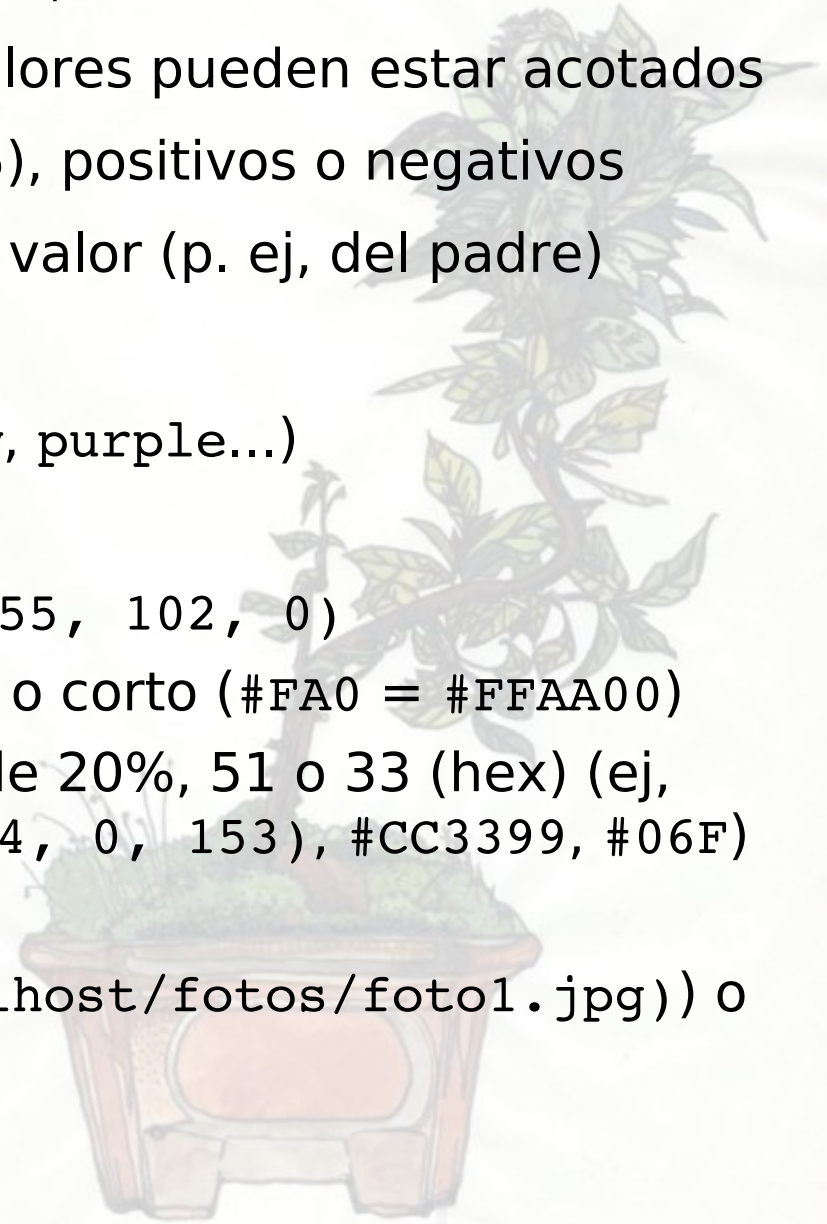 lores pueden estar acotados
), positivos o negativos
valor (p. ej, del padre)
, purple...)
55, 102, 0)
o corto (#FA0 = #FFAA00)
le 20%, 51 o 33 (hex) (ej,
4, 0, 153), #CC3399, #06F)
lhost/fotos/foto1.jpg)) o